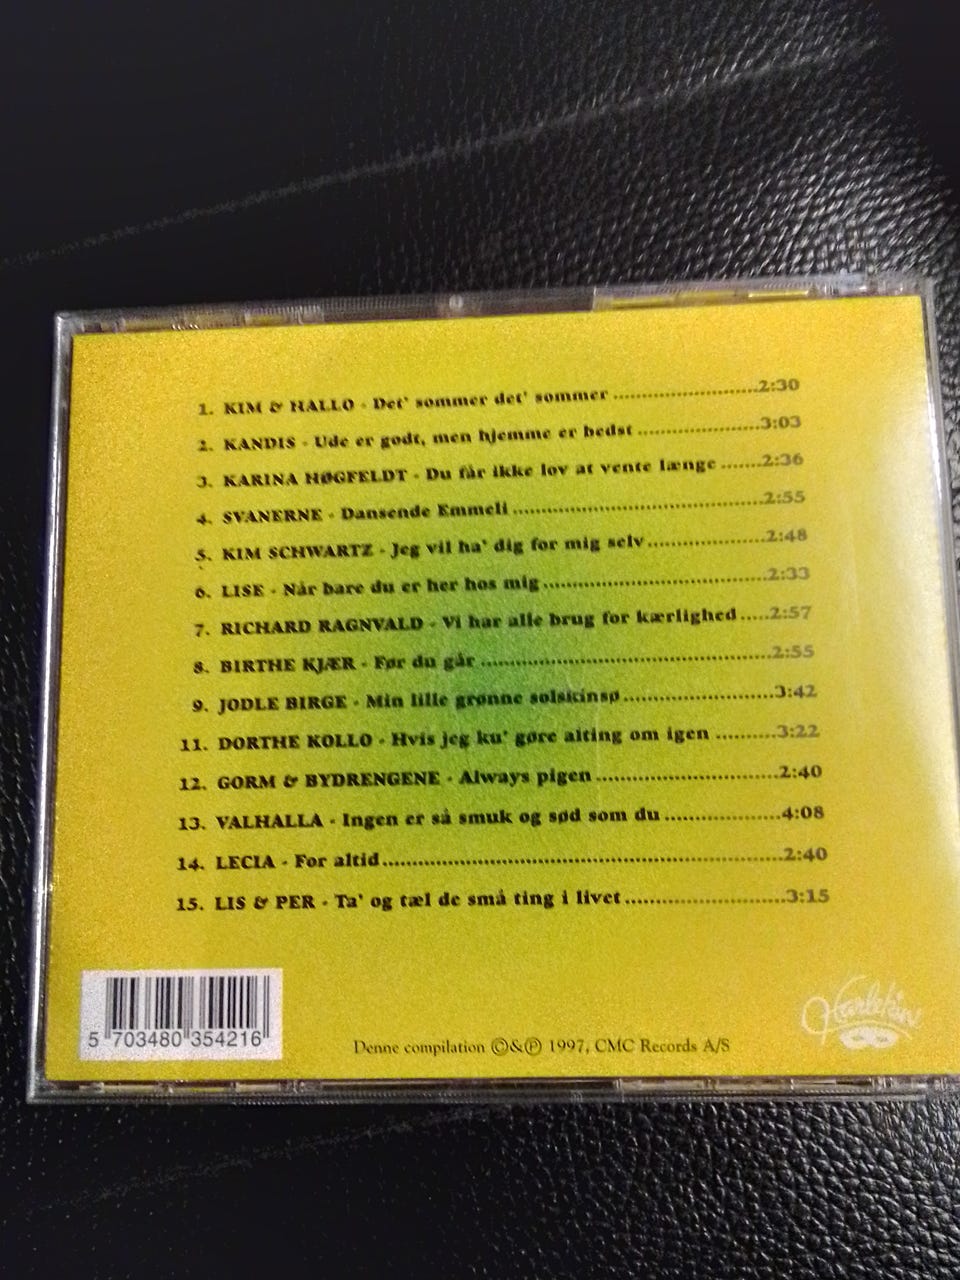 1. KIM & HALLO - Det' sommer det' sommer ........................2:30
2. KANDIS - Ude er godt, men hjemme er bedst ....................3:03
3. KARINA HØGFELDT - Du får ikke lov at vente længe .......2:36
4. SVANERNE - Dansende Emmeli ..........................................2:55
5. KIM SCHWARTZ - Jeg vil ha' dig for mig selv....................2:48
6. LISE - Når bare du er her hos mig .....................................2:33
7. RICHARD RAGNVALD - Vi har alle brug for kærlighed .....2:57
8. BIRTHE KJÆR - Før du går ................................................2:55
9. JODLE BIRGE - Min lille grønne solskinsø.........................3:42
11. DORTHE KOLLO - Hvis jeg ku' gøre alting om igen ..........3:22
12. GORM & BYDRENGENE - Always pigen ..............................2:40
13. VALHALLA - Ingen er så smuk og sød som du ...................4:08
14. LECIA - For altid..................................................................2:40
15. LIS & PER - Ta' og tæl de små ting i livet ..........................3:15
5 703480 354216
Denne compilation ©&℗ 1997, CMC Records A/S
Harlekin